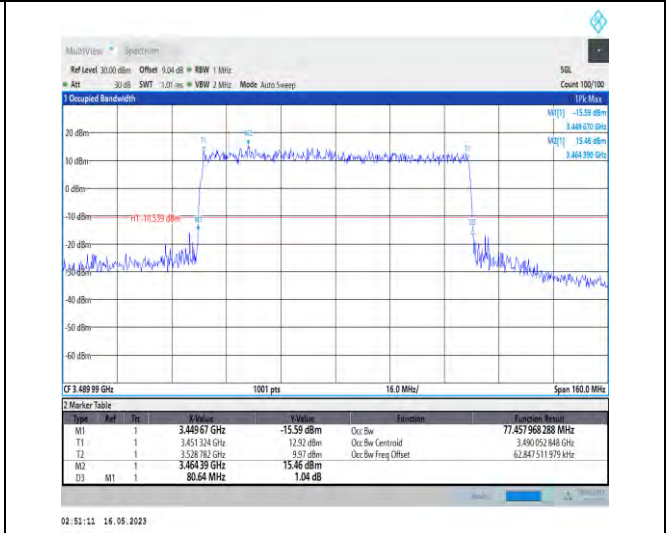 MultiView Spectrum
Ref Level 30.00 dBm Offset 9.04 dB RBW 1 MHz SGL
Att 30 dB SWT 1.01 ms VBW 2 MHz Mode Auto Sweep Count 100/100
1 Occupied Bandwidth 1Pk Max
M1[1] -15.59 dBm
3.449 670 GHz
M2[1] 15.46 dBm
3.464 390 GHz
20 dBm
T1 M2 T2
10 dBm
0 dBm
-10 dBm H1 -10.539 dBm M1 D3
-20 dBm
-30 dBm
-40 dBm
-50 dBm
-60 dBm
CF 3.489 99 GHz 1001 pts 16.0 MHz/ Span 160.0 MHz
2 Marker Table
Type Ref Trc X-Value Y-Value Function Function Result
M1 1 3.449 67 GHz -15.59 dBm Occ Bw 77.457 968 288 MHz
T1 1 3.451 324 GHz 12.92 dBm Occ Bw Centroid 3.490 052 848 GHz
T2 1 3.528 782 GHz 9.97 dBm Occ Bw Freq Offset 62.847 511 979 kHz
M2 1 3.464 39 GHz 15.46 dBm
D3 M1 1 80.64 MHz 1.04 dB
02:51:11 16.05.2023